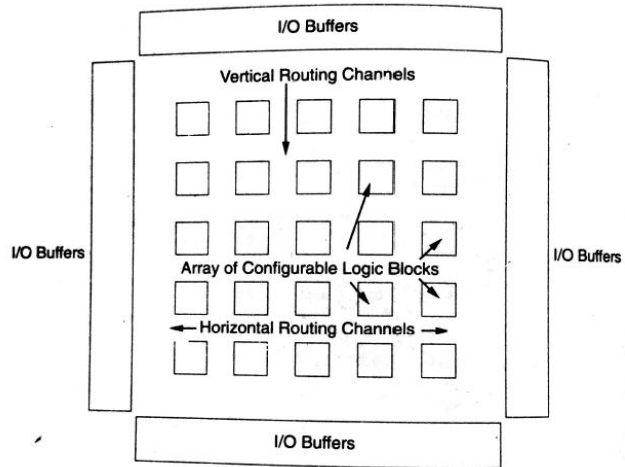 I/O Buffers
Vertical Routing Channels
I/O Buffers
I/O Buffers
Array of Configurable Logic Blocks
Horizontal Routing Channels
I/O Buffers